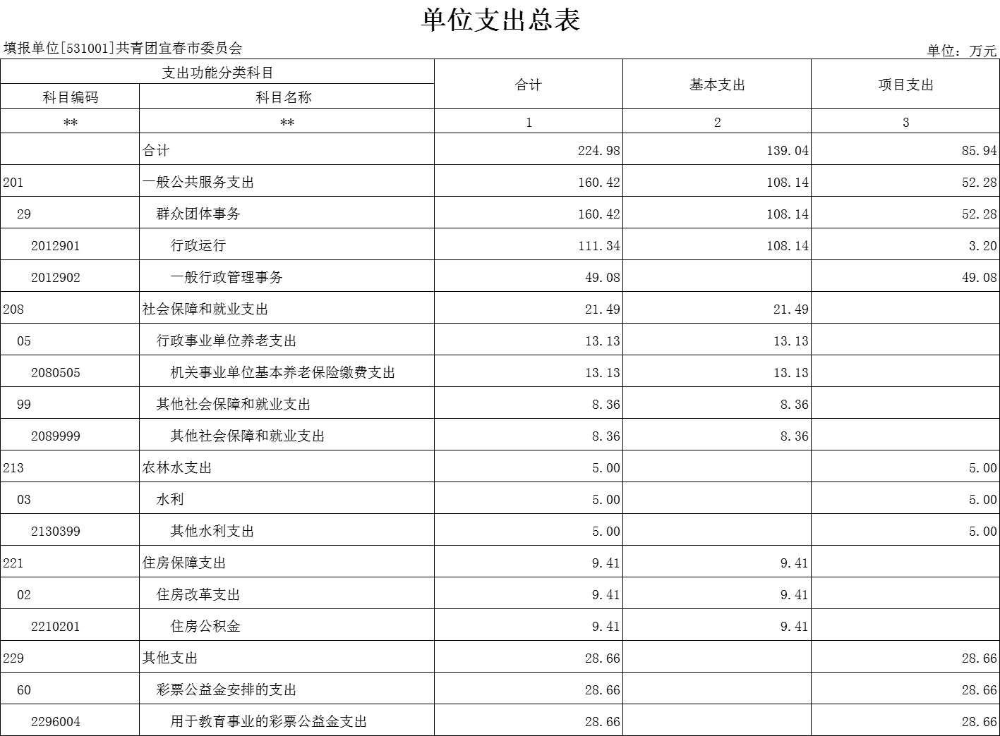 单位支出总表
填报单位[531001]共青团宜春市委员会
单位：万元
支出功能分类科目 合计 基本支出 项目支出
科目编码 科目名称
** ** 1 2 3
合计 224.98 139.04 85.94
201 一般公共服务支出 160.42 108.14 52.28
29 群众团体事务 160.42 108.14 52.28
2012901 行政运行 111.34 108.14 3.20
2012902 一般行政管理事务 49.08 49.08
208 社会保障和就业支出 21.49 21.49
05 行政事业单位养老支出 13.13 13.13
2080505 机关事业单位基本养老保险缴费支出 13.13 13.13
99 其他社会保障和就业支出 8.36 8.36
2089999 其他社会保障和就业支出 8.36 8.36
213 农林水支出 5.00 5.00
03 水利 5.00 5.00
2130399 其他水利支出 5.00 5.00
221 住房保障支出 9.41 9.41
02 住房改革支出 9.41 9.41
2210201 住房公积金 9.41 9.41
229 其他支出 28.66 28.66
60 彩票公益金安排的支出 28.66 28.66
2296004 用于教育事业的彩票公益金支出 28.66 28.66